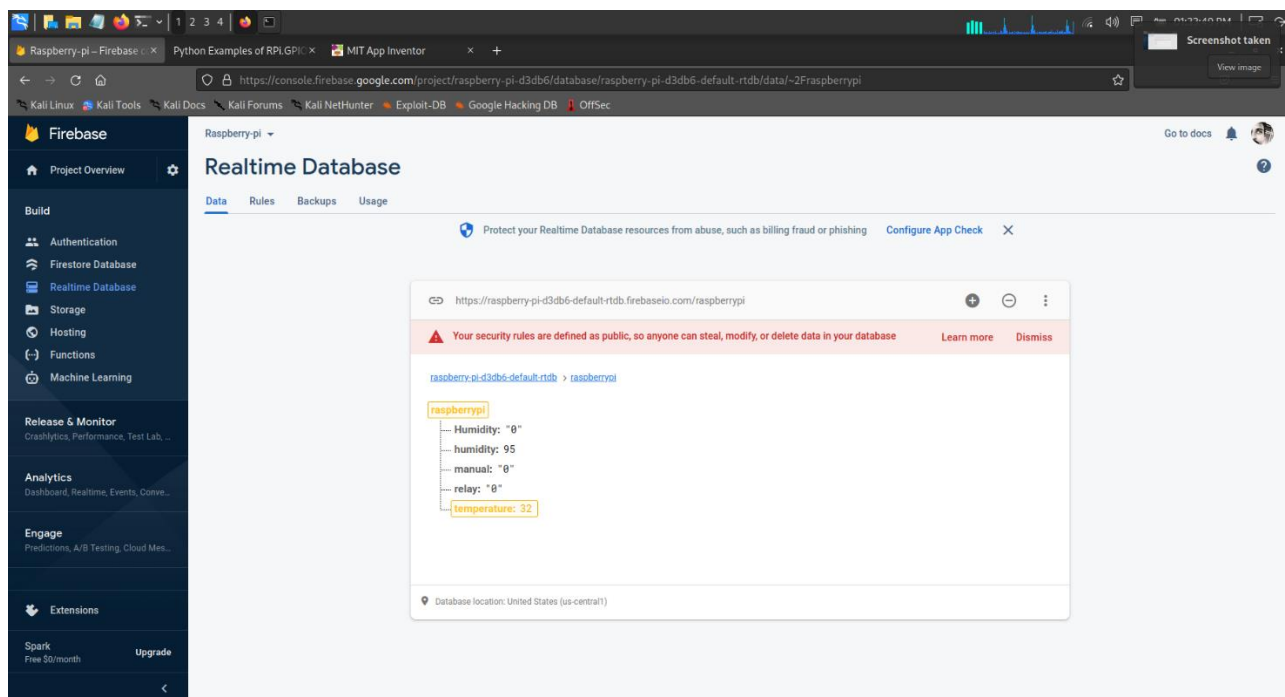 1 2 3 4
Screenshot taken
View image
Raspberry-pi – Firebase c
Python Examples of RPi.GPIO
MIT App Inventor
https://console.firebase.google.com/project/raspberry-pi-d3db6/database/raspberry-pi-d3db6-default-rtdb/data/~2Fraspberrypi
Kali Linux Kali Tools Kali Docs Kali Forums Kali NetHunter Exploit-DB Google Hacking DB OffSec
Firebase
Raspberry-pi
Go to docs
Project Overview
Realtime Database
Build
Data Rules Backups Usage
Protect your Realtime Database resources from abuse, such as billing fraud or phishing Configure App Check
Authentication
Firestore Database
Realtime Database
Storage
Hosting
Functions
Machine Learning
https://raspberry-pi-d3db6-default-rtdb.firebaseio.com/raspberrypi
Your security rules are defined as public, so anyone can steal, modify, or delete data in your database Learn more Dismiss
raspberry-pi-d3db6-default-rtdb > raspberrypi
raspberrypi
Humidity: "0"
humidity: 95
manual: "0"
relay: "0"
temperature: 32
Release & Monitor
Crashlytics, Performance, Test Lab, ...
Analytics
Dashboard, Realtime, Events, Conve...
Engage
Predictions, A/B Testing, Cloud Mes...
Database location: United States (us-central1)
Extensions
Spark
Free $0/month
Upgrade